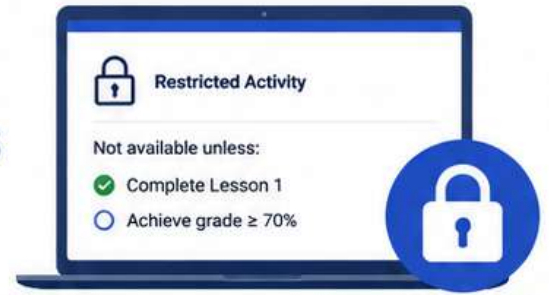 Restricted Activity
Not available unless:
Complete Lesson 1
Achieve grade ≥ 70%